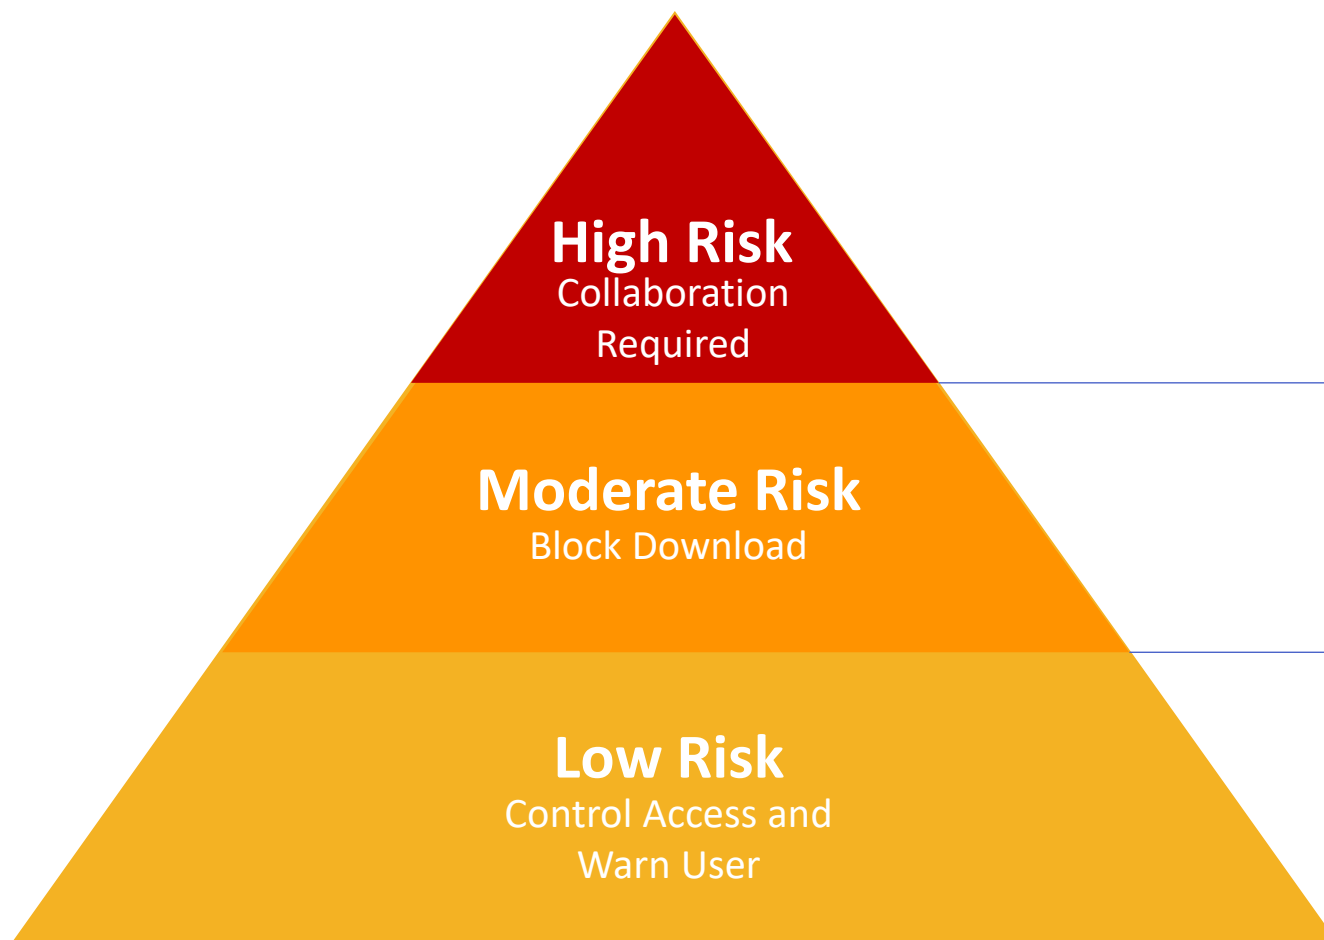 High Risk
Collaboration
Required
Moderate Risk
Block Download
Low Risk
Control Access and
Warn User